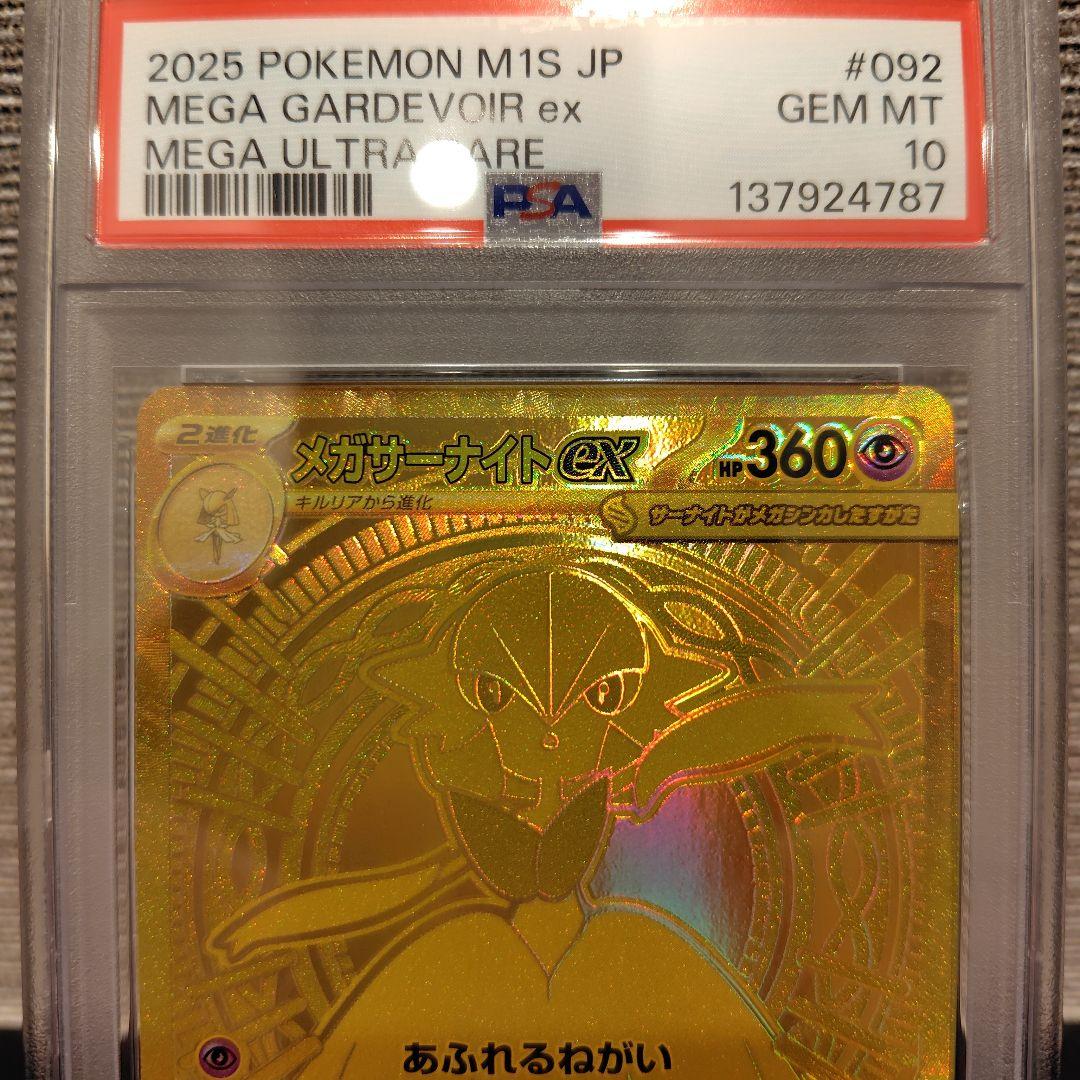 2025 POKEMON M1S JP #092
MEGA GARDEVOIR ex GEM MT
MEGA ULTRA RARE 10
PSA 137924787
2進化 メガサーナイトex HP360
キルリアから進化
サーナイトがメガシンカしたすがた
あふれるねがい